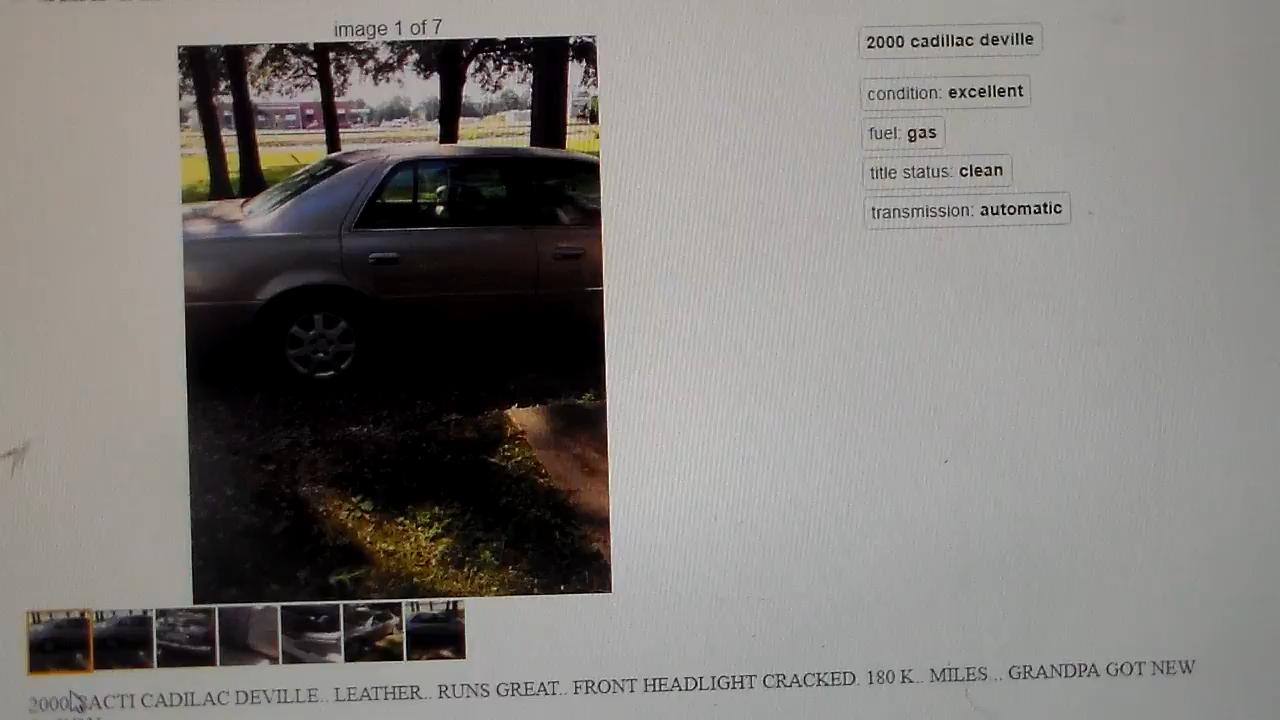 image 1 of 7
2000 cadillac deville
condition: excellent
fuel: gas
title status: clean
transmission: automatic
2000 CADILAC DEVILLE.. LEATHER.. RUNS GREAT.. FRONT HEADLIGHT CRACKED. 180 K.. MILES... GRANDPA GOT NEW